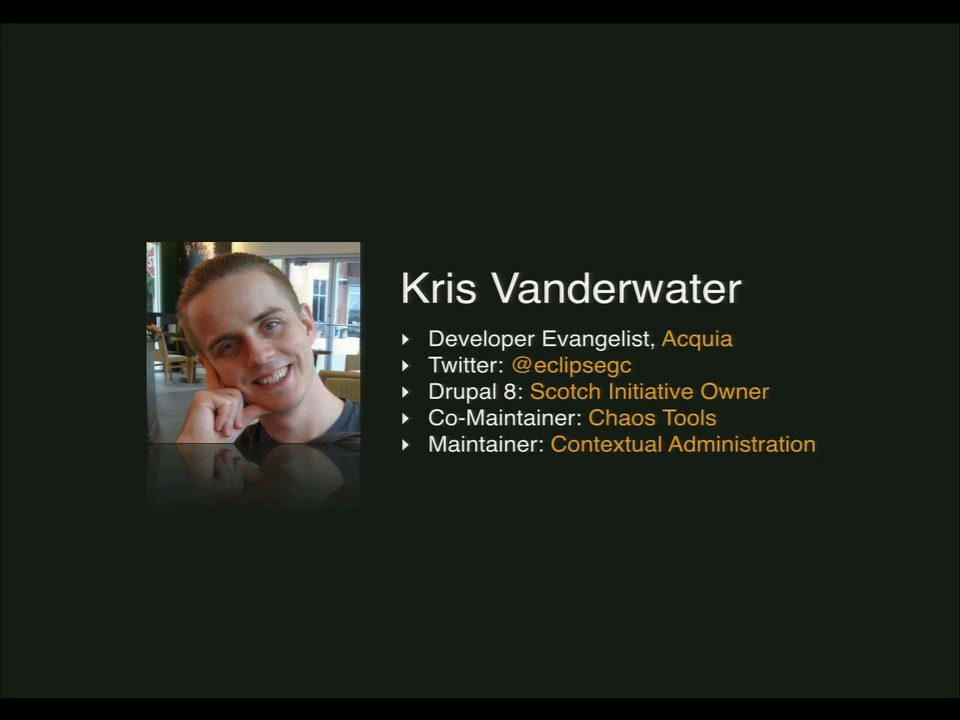 Kris Vanderwater
Developer Evangelist, Acquia
Twitter: @eclipsegc
Drupal 8: Scotch Initiative Owner
Co-Maintainer: Chaos Tools
Maintainer: Contextual Administration